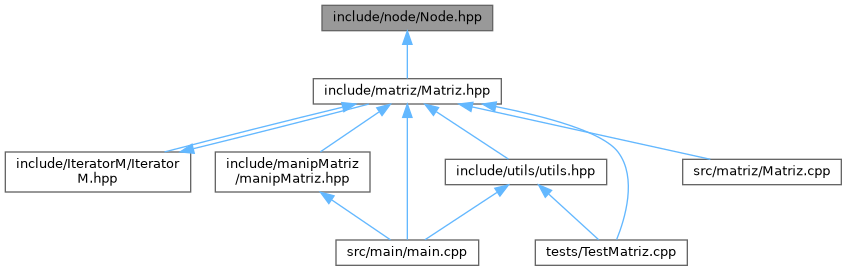 include/node/Node.hpp
include/matriz/Matriz.hpp
include/IteratorM/Iterator
M.hpp
include/manipMatriz
/manipMatriz.hpp
include/utils/utils.hpp
src/matriz/Matriz.cpp
src/main/main.cpp
tests/TestMatriz.cpp